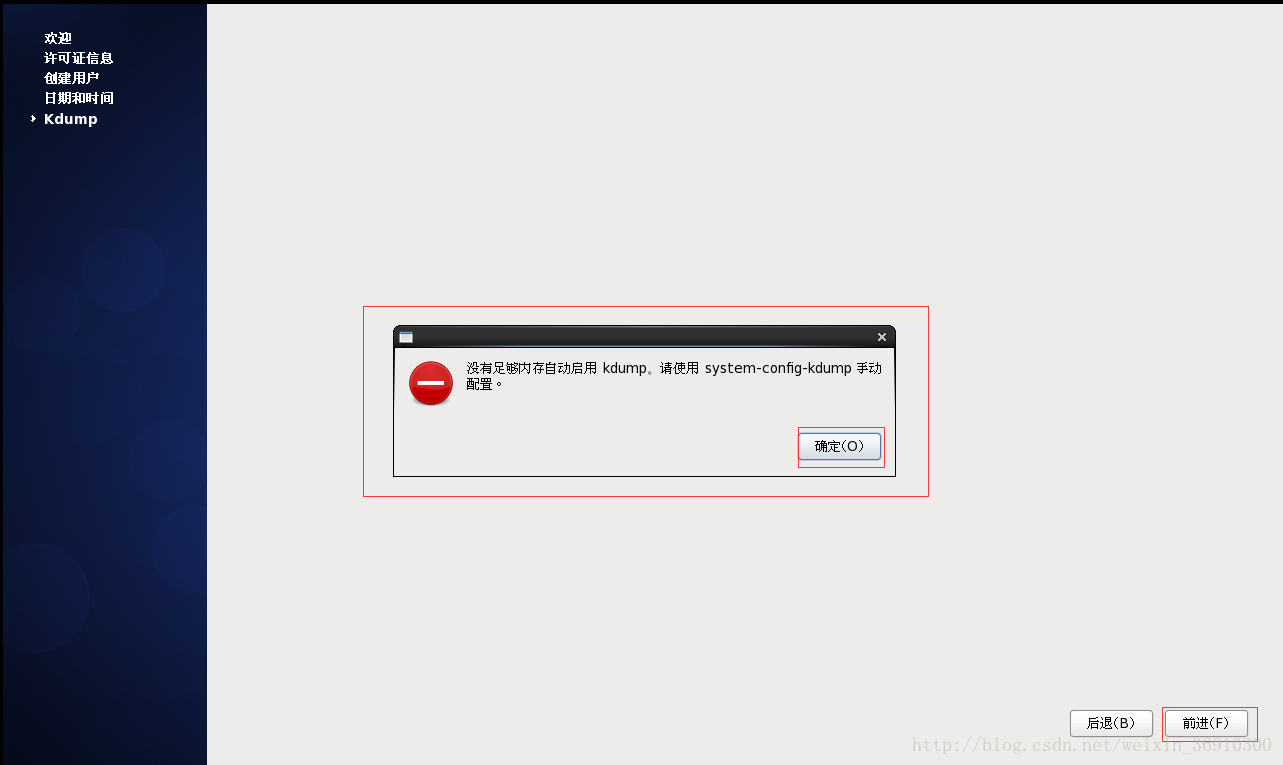 欢迎
许可证信息
创建用户
日期和时间
Kdump
没有足够内存自动启用 kdump。请使用 system-config-kdump 手动
配置。
确定(O)
后退(B)
前进(F)
http://blog.csdn.net/weixin_36910300